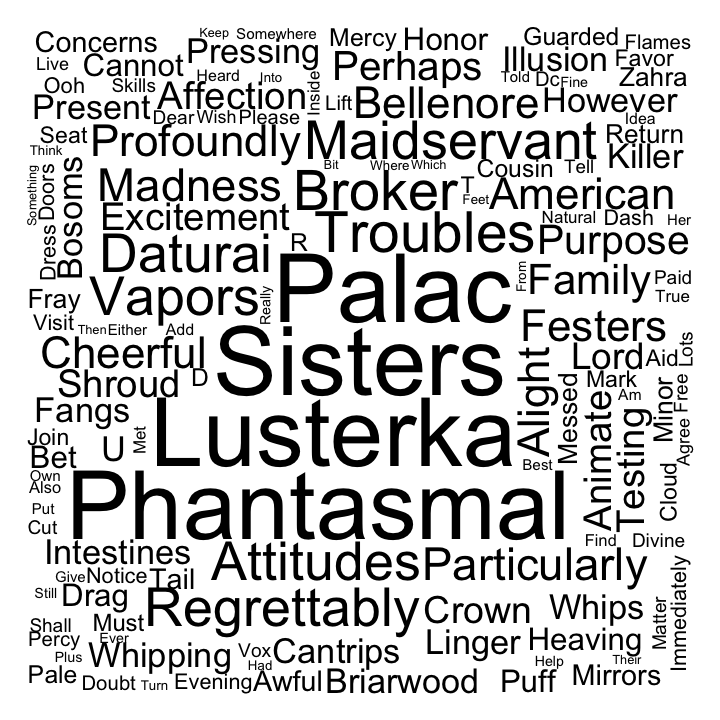 Keep Somewhere
Concerns Pressing Mercy Honor Guarded Flames
Live Cannot Perhaps Illusion Favor
Ooh Skills Heard Into Inside Told Dc Fine Zahra
Present Affection Lift Bellenore However
Dear Wish Please Idea
Seat Profoundly Maidservant Return
Think Bit Where Which Cousin Tell Killer
Something Doors Bosoms Madness Broker T American
Dress Excitement Feet Natural Dash Her
Daturai R Troubles Purpose
Fray Vapors Really Palac From Family Paid
True
Visit Then Either Add Festers
Cheerful Sisters Alight Lord Aid Lots
Shroud D Messed Mark Minor Free
Fangs Am
Join U Met Lusterka Animate Testing Agree
Bet Best Cloud
Own
Also Phantasmal
Put
Cut Find Divine
Intestines Attitudes Particularly
Give Notice Tail
Still Drag Regrettably Crown Whips Matter Immediately
Shall Must
Percy Ever Linger Heaving
Plus Whipping Vox Cantrips
Had Help Their
Pale Doubt Turn Evening Awful Briarwood Puff Mirrors